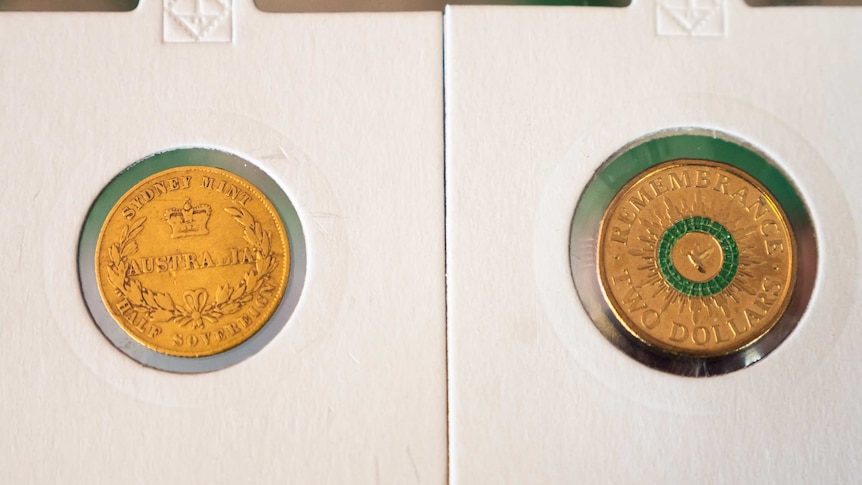 SYDNEY MINT
AUSTRALIA
HALF SOVEREIGN
REMEMBRANCE
TWO DOLLARS